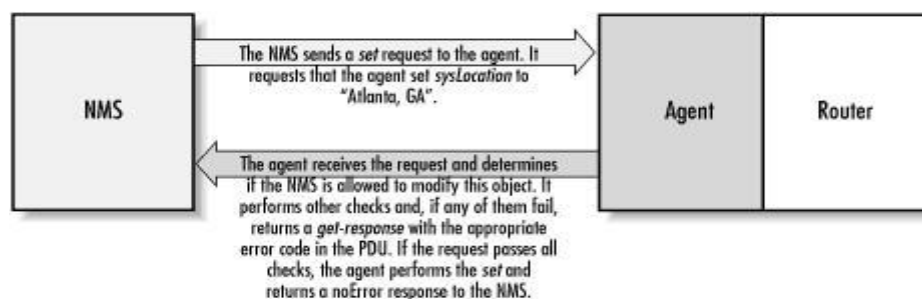 The NMS sends a set request to the agent. It
requests that the agent set sysLocation to
“Atlanta, GA”.
NMS
Agent
Router
The agent receives the request and determines
if the NMS is allowed to modify this object. It
performs other checks and, if any of them fail,
returns a get-response with the appropriate
error code in the PDU. If the request passes all
checks, the agent performs the set and
returns a noError response to the NMS.